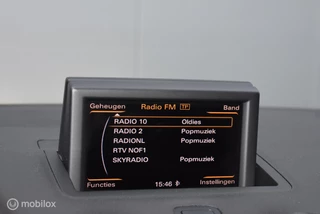 Geheugen Radio FM TP Band
RADIO 10 Oldies
RADIO 2 Popmuziek
RADIONL Popmuziek
RTV NOF1
SKYRADIO Popmuziek
Functies 15:46 Instellingen
© mobilox